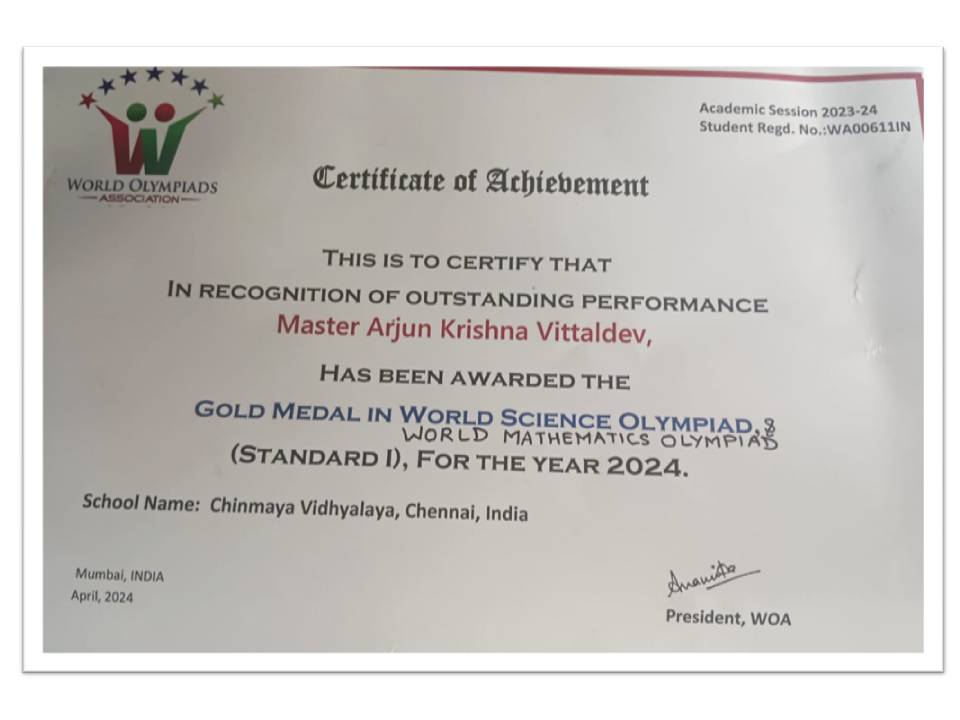 WORLD OLYMPIADS
ASSOCIATION
Academic Session 2023-24
Student Regd. No.:WA00611IN
Certificate of Achievement
THIS IS TO CERTIFY THAT
IN RECOGNITION OF OUTSTANDING PERFORMANCE
Master Arjun Krishna Vittaldev,
HAS BEEN AWARDED THE
GOLD MEDAL IN WORLD SCIENCE OLYMPIAD, &
WORLD MATHEMATICS OLYMPIAD
(STANDARD I), FOR THE YEAR 2024.
School Name: Chinmaya Vidhyalaya, Chennai, India
Mumbai, INDIA
April, 2024
President, WOA